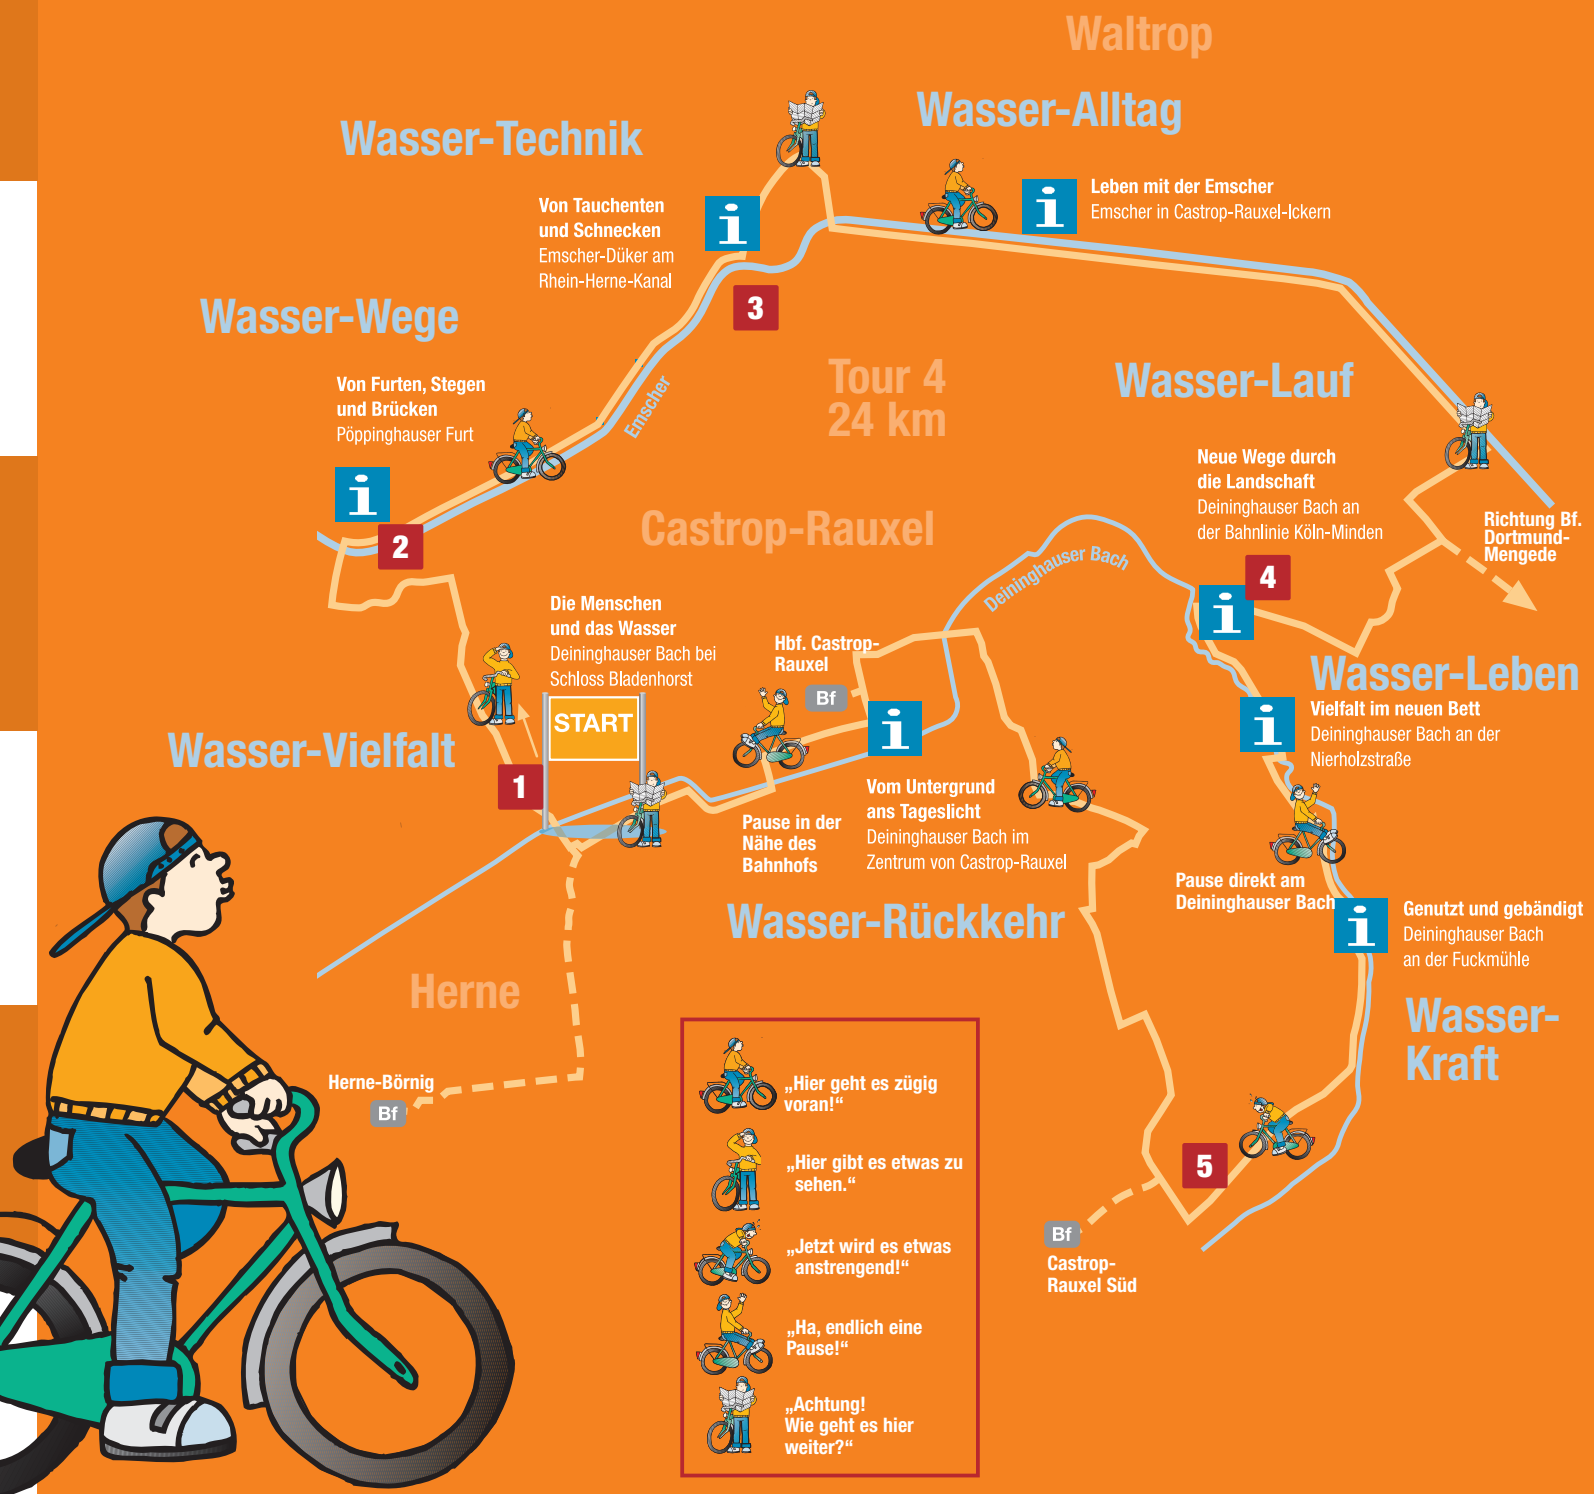 Waltrop
Wasser-Alltag
Wasser-Technik
Leben mit der Emscher
Emscher in Castrop-Rauxel-Ickern
Von Tauchenten
und Schnecken
Emscher-Düker am
Rhein-Herne-Kanal
i
i
3
Wasser-Wege
Von Furten, Stegen
und Brücken
Pöppinghauser Furt
i
2
Emscher
Tour 4
24 km
Wasser-Lauf
Neue Wege durch
die Landschaft
Deininghauser Bach an
der Bahnlinie Köln-Minden
Richtung Bf.
Dortmund-
Mengede
Castrop-Rauxel
Deininghauser Bach
4
i
Die Menschen
und das Wasser
Deininghauser Bach bei
Schloss Bladenhorst
START
1
Hbf. Castrop-
Rauxel
Bf
i
Wasser-Leben
Vielfalt im neuen Bett
Deininghauser Bach an der
Nierholzstraße
i
Wasser-Vielfalt
Pause in der
Nähe des
Bahnhofs
Vom Untergrund
ans Tageslicht
Deininghauser Bach im
Zentrum von Castrop-Rauxel
Wasser-Rückkehr
Pause direkt am
Deininghauser Bach
i
Genutzt und gebändigt
Deininghauser Bach
an der Fuckmühle
Wasser-
Kraft
Herne
Herne-Börnig
Bf
5
Bf
Castrop-
Rauxel Süd
„Hier geht es zügig
voran!“
„Hier gibt es etwas zu
sehen.“
„Jetzt wird es etwas
anstrengend!“
„Ha, endlich eine
Pause!“
„Achtung!
Wie geht es hier
weiter?“